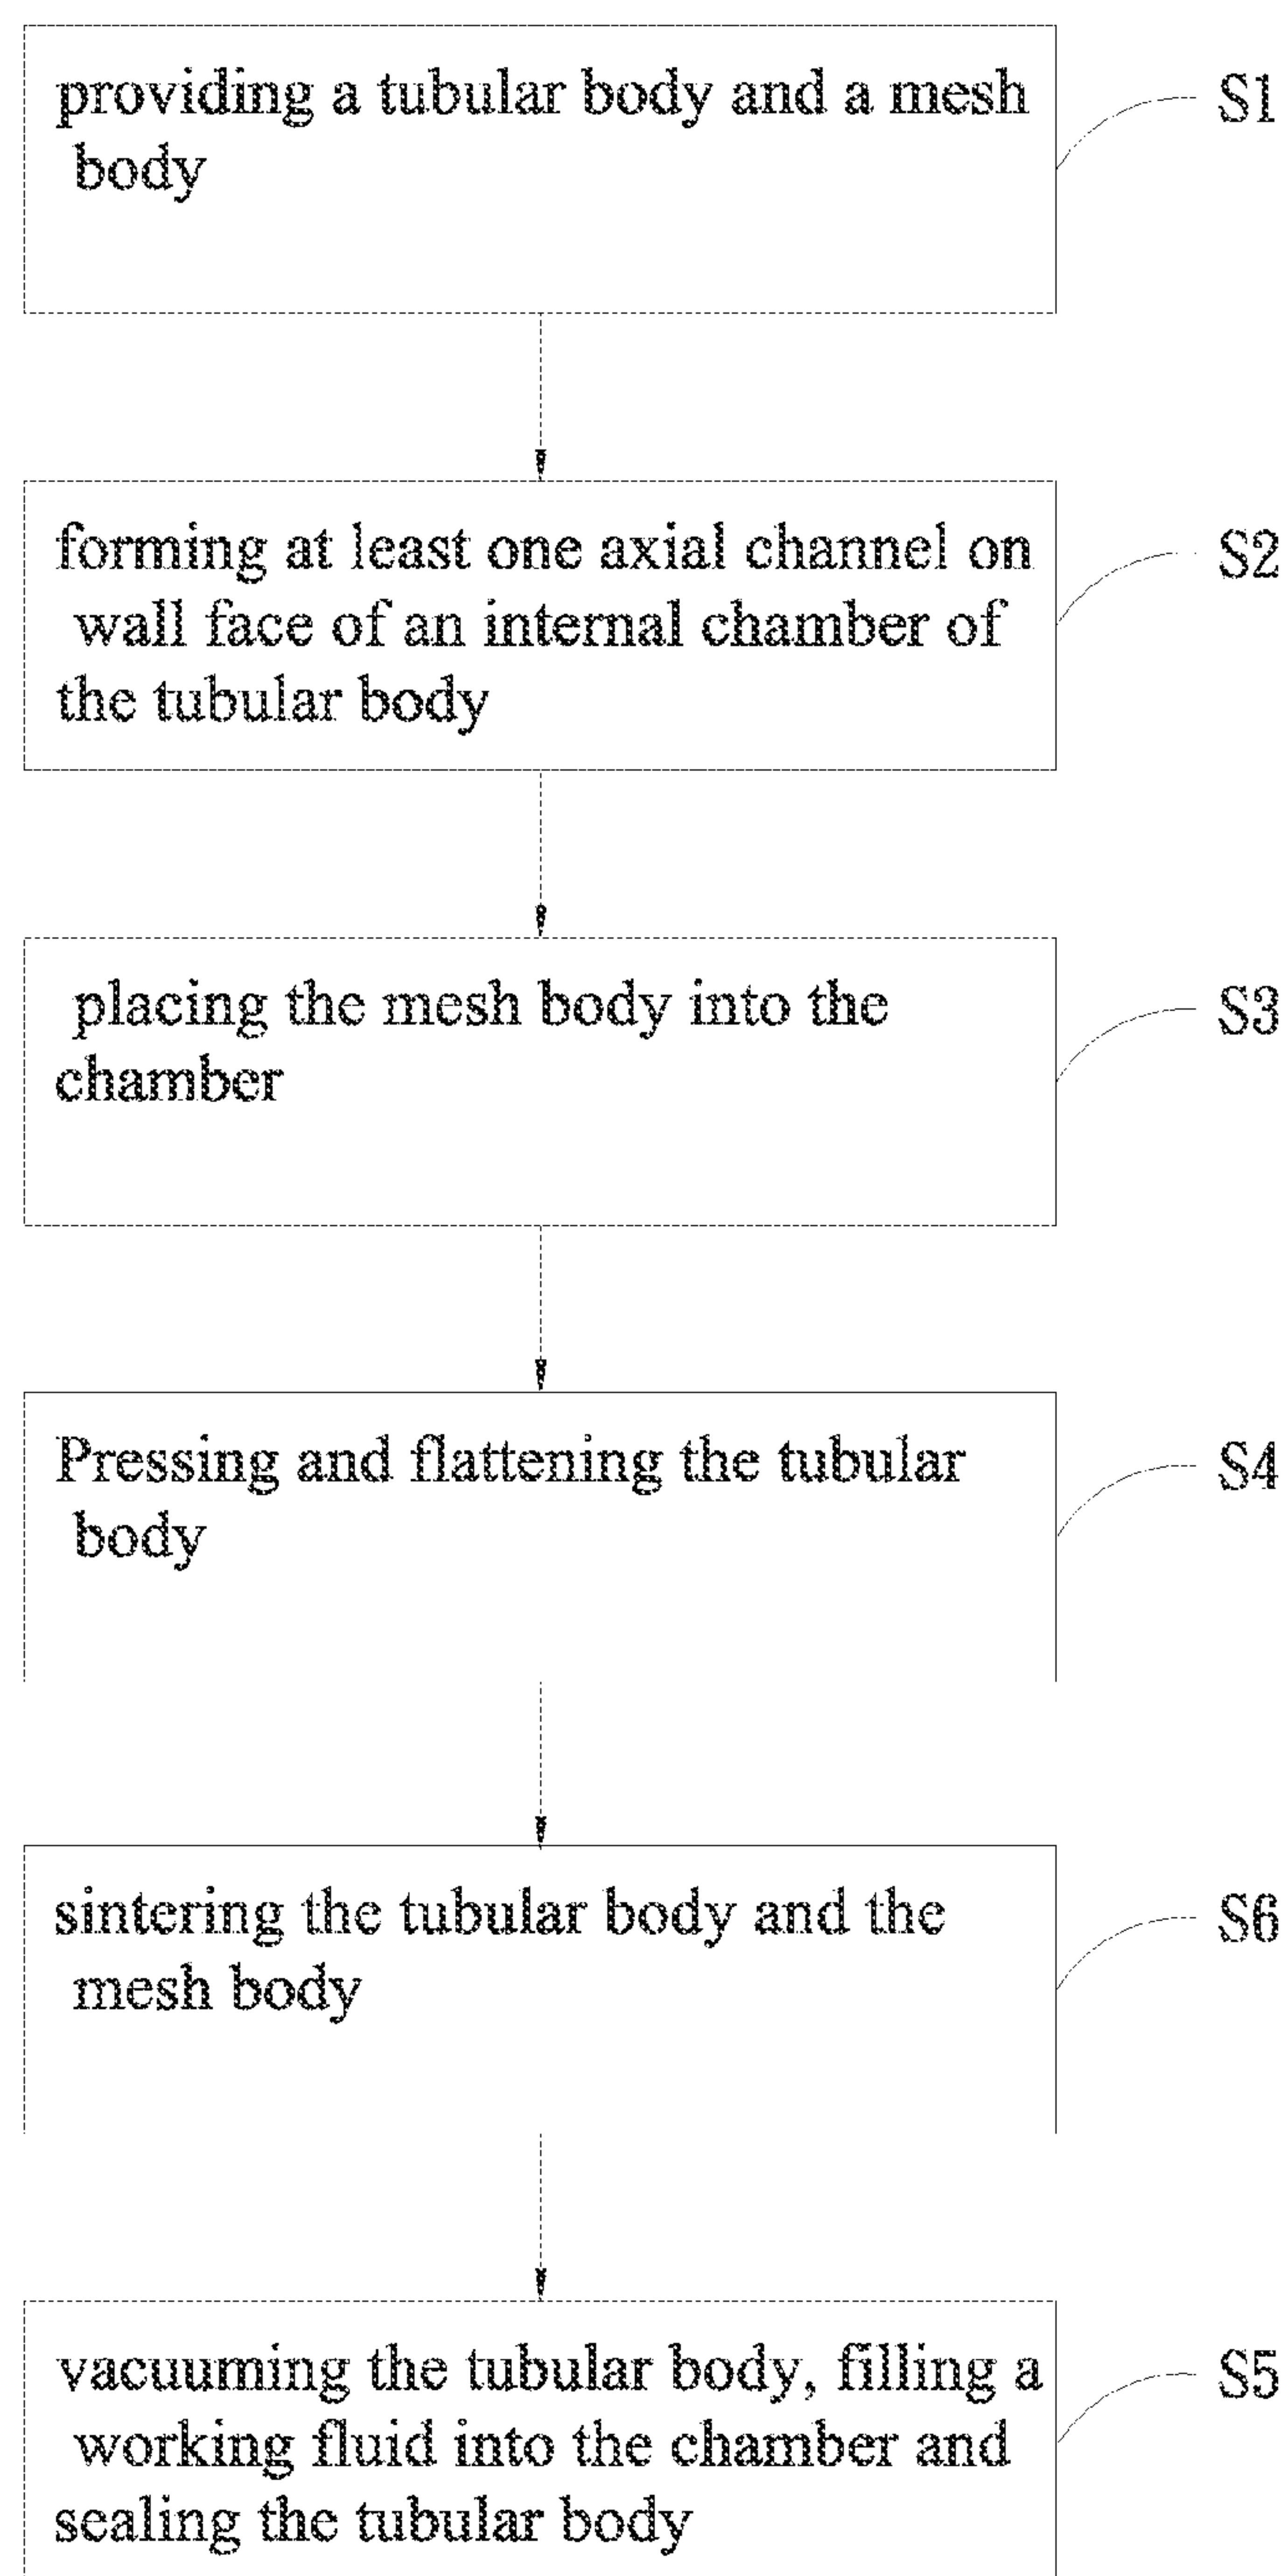 providing a tubular body and a mesh
body
S1
forming at least one axial channel on
wall face of an internal chamber of
the tubular body
S2
placing the mesh body into the
chamber
S3
Pressing and flattening the tubular
body
S4
sintering the tubular body and the
mesh body
S6
vacuuming the tubular body, filling a
working fluid into the chamber and
sealing the tubular body
S5